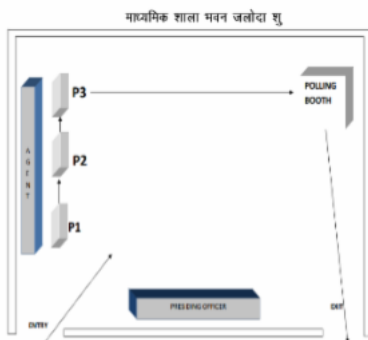 माध्यमिक शाला भवन जलोदा शु
P3
POLLING
BOOTH
P2
AGENT
P1
PRESIDING OFFICER
ENTRY
EXIT